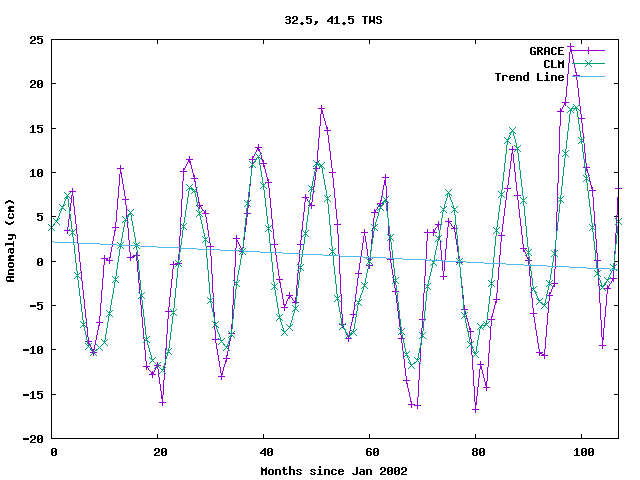 32.5, 41.5 TWS
GRACE
CLM
Trend Line
25
20
15
10
5
0
-5
-10
-15
-20
Anomaly (cm)
0 20 40 60 80 100
Months since Jan 2002